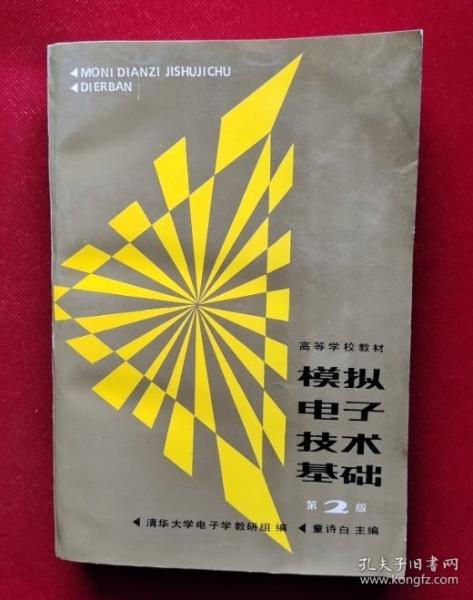 MONI DIANZI JISHUJICHU
DIERBAN
高等学校教材
模拟
电子
技术
基础
第2版
清华大学电子学教研组 编
童诗白 主编
孔夫子旧书网
www.kongfz.com